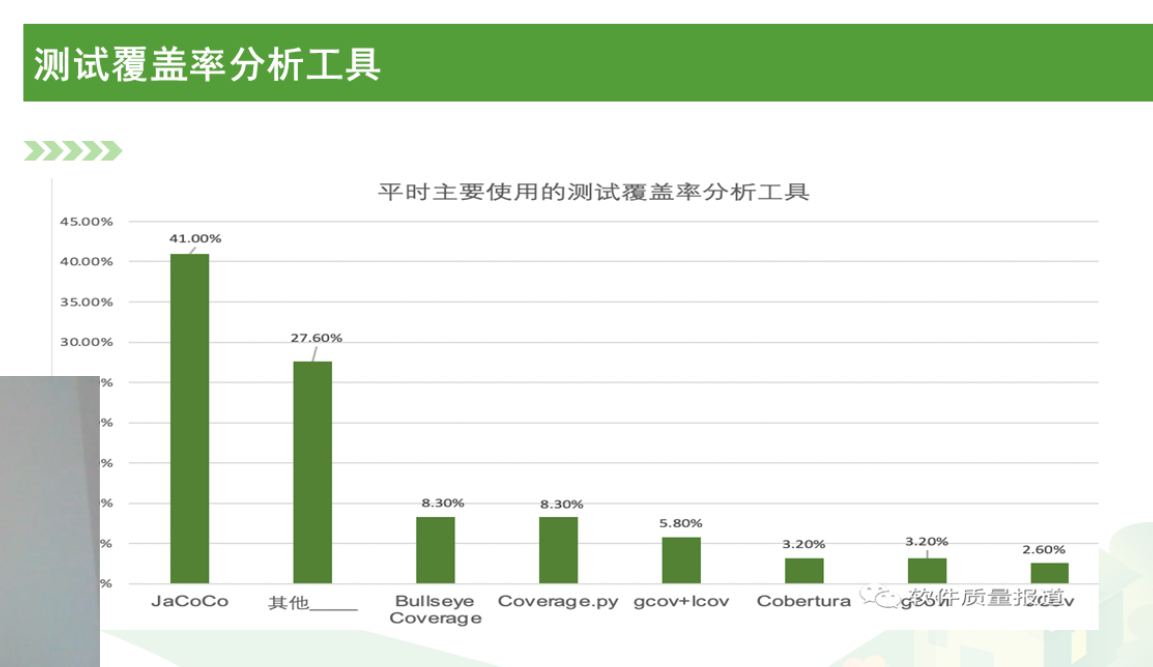 测试覆盖率分析工具
平时主要使用的测试覆盖率分析工具
45.00%
40.00%
35.00%
30.00%
%
%
%
%
%
%
41.00%
27.60%
8.30%
8.30%
5.80%
3.20%
3.20%
2.60%
JaCoCo
其他____
Bullseye
Coverage
Coverage.py
gcov+lcov
Cobertura
软件质量报道